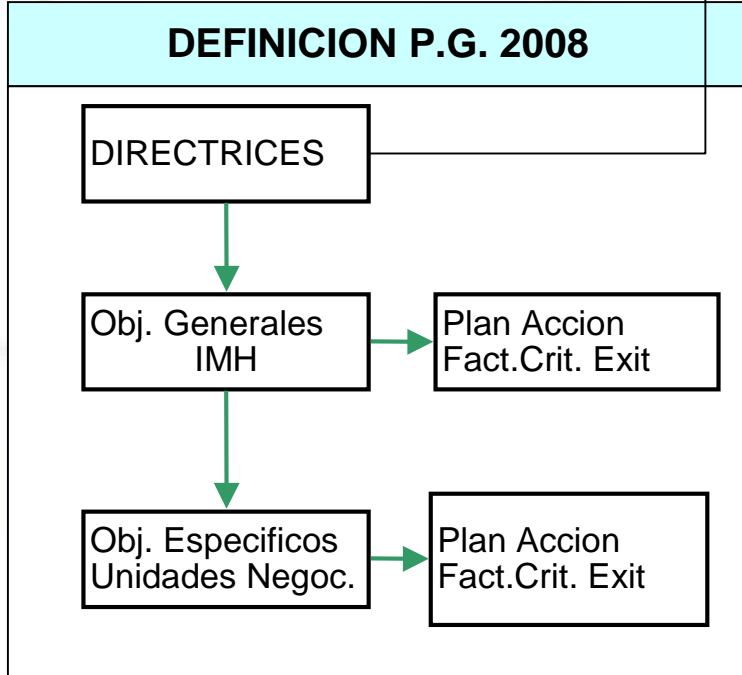 DEFINICION P.G. 2008
DIRECTRICES
Obj. Generales
IMH
Plan Accion
Fact.Crit. Exit
Obj. Especificos
Unidades Negoc.
Plan Accion
Fact.Crit. Exit